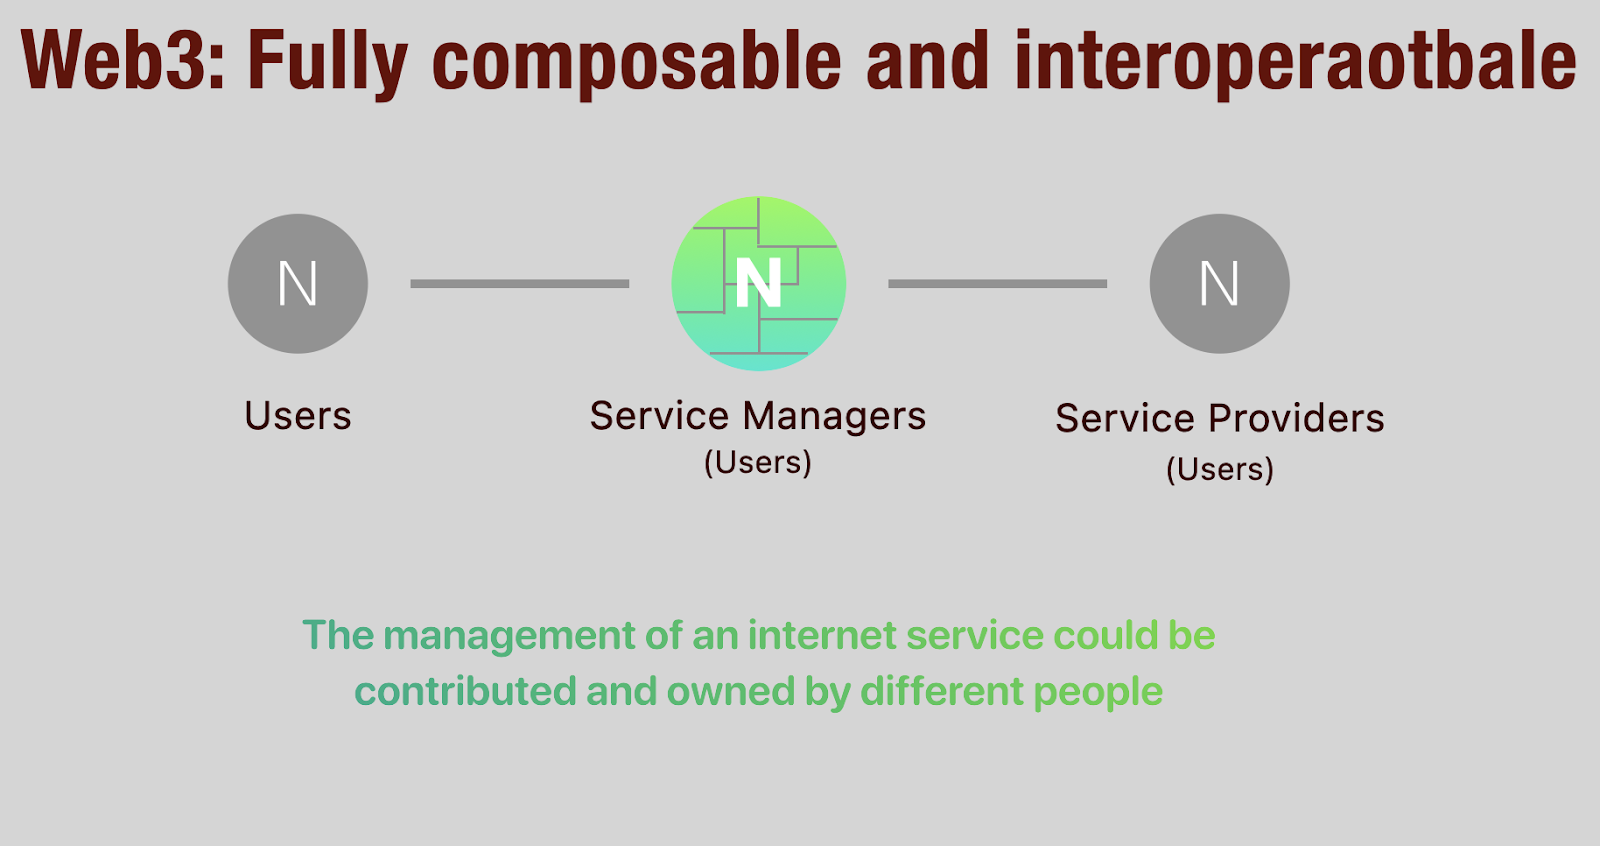 Web3: Fully composable and interoperaotbale
N
N
N
Users
Service Managers
(Users)
Service Providers
(Users)
The management of an internet service could be
contributed and owned by different people